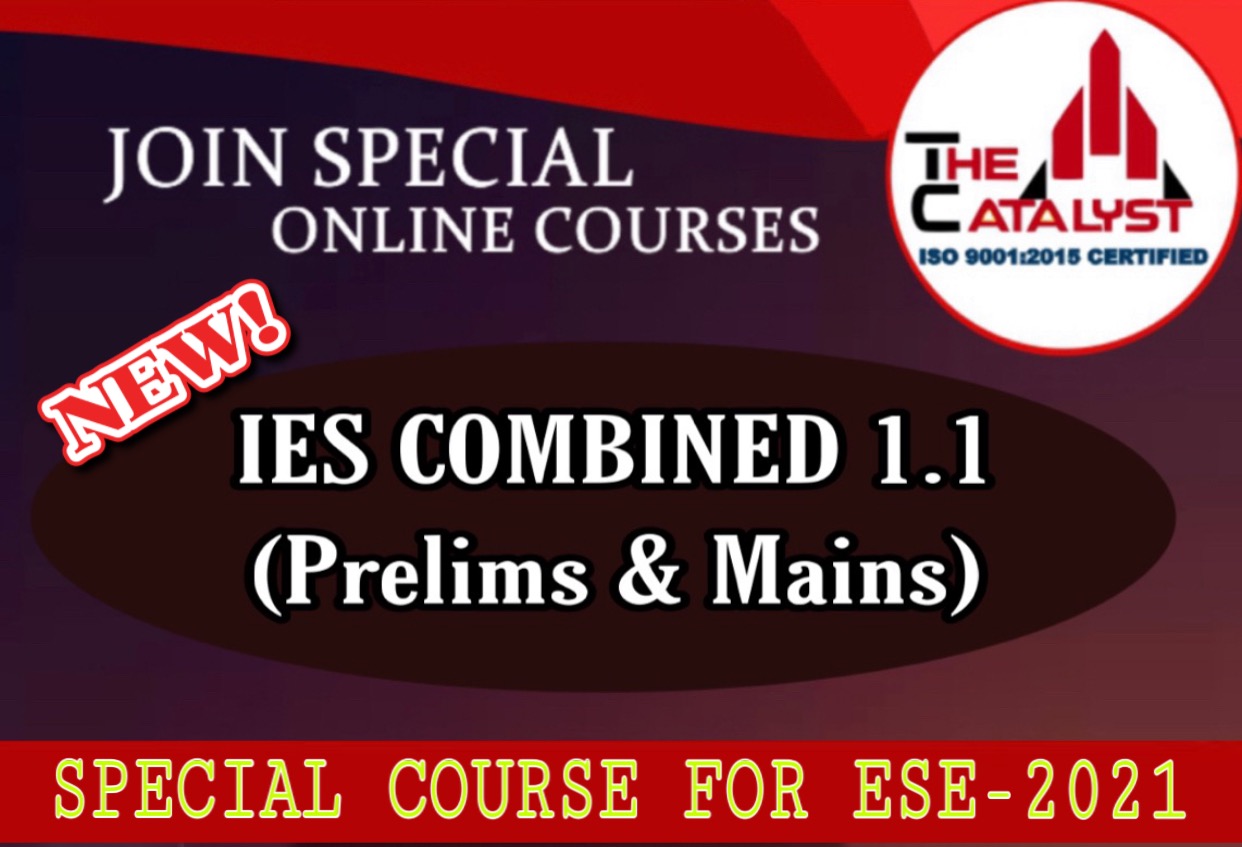 JOIN SPECIAL
ONLINE COURSES
THE
CATALYST
ISO 9001:2015 CERTIFIED
NEW!
IES COMBINED 1.1
(Prelims & Mains)
SPECIAL COURSE FOR ESE-2021